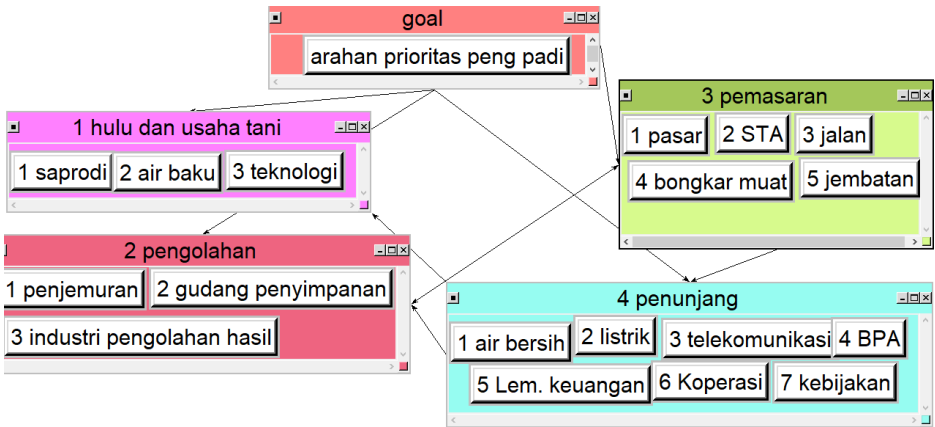 goal
arahan prioritas peng padi
3 pemasaran
1 pasar
2 STA
3 jalan
4 bongkar muat
5 jembatan
1 hulu dan usaha tani
1 saprodi
2 air baku
3 teknologi
2 pengolahan
1 penjemuran
2 gudang penyimpanan
3 industri pengolahan hasil
4 penunjang
1 air bersih
2 listrik
3 telekomunikasi
4 BPA
5 Lem. keuangan
6 Koperasi
7 kebijakan